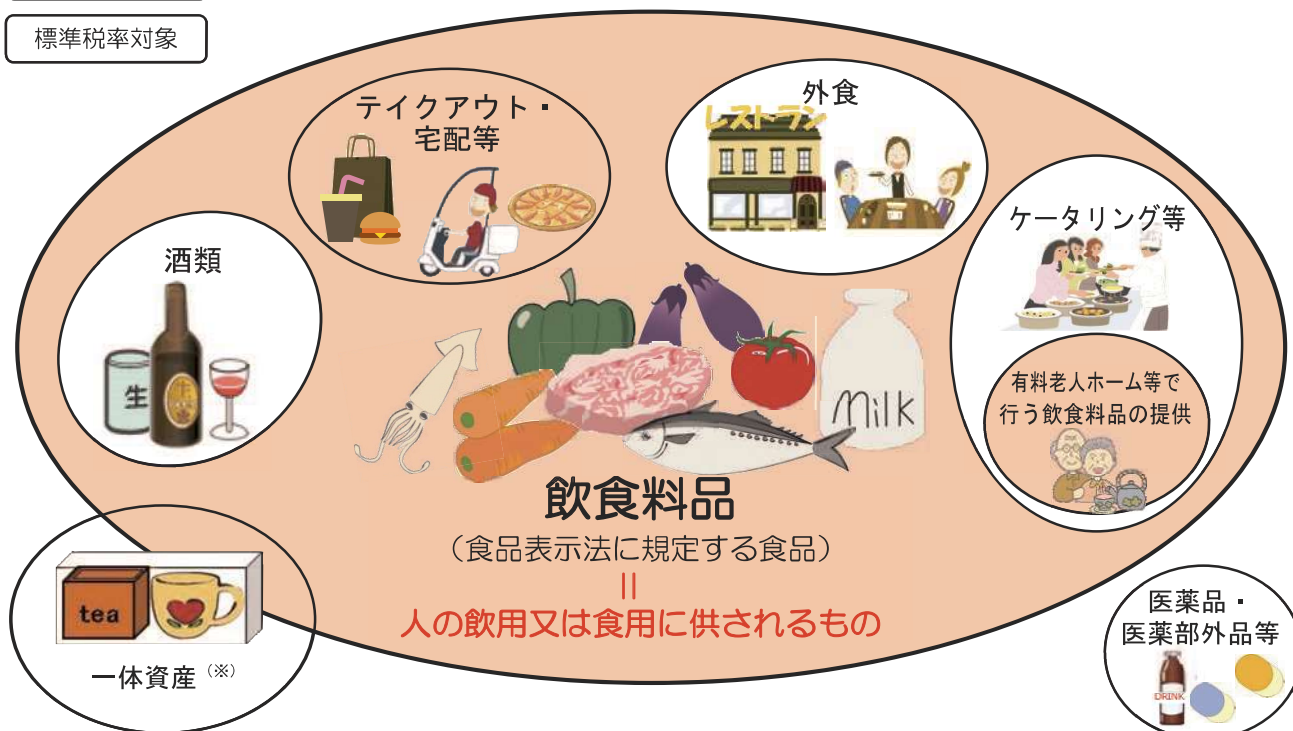 標準税率対象
テイクアウト・
宅配等
外食
レストラン
ケータリング等
酒類
生
有料老人ホーム等で
行う飲食料品の提供
Milk
飲食料品
（食品表示法に規定する食品）
＝
人の飲用又は食用に供されるもの
tea
一体資産（※）
医薬品・
医薬部外品等
DRINK